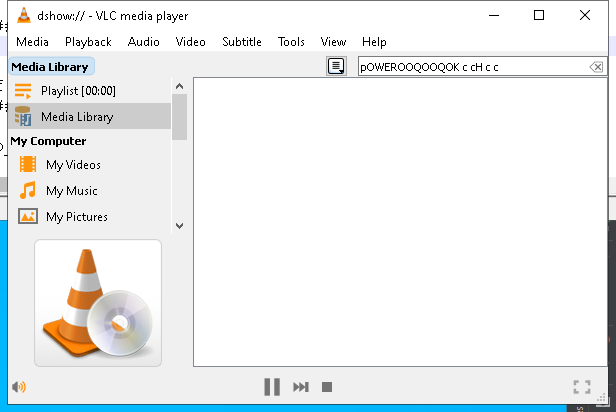 dshow:// - VLC media player
Media Playback Audio Video Subtitle Tools View Help
Media Library
pOWEROOQOOQOK c cH c c
Playlist [00:00]
Media Library
My Computer
My Videos
My Music
My Pictures